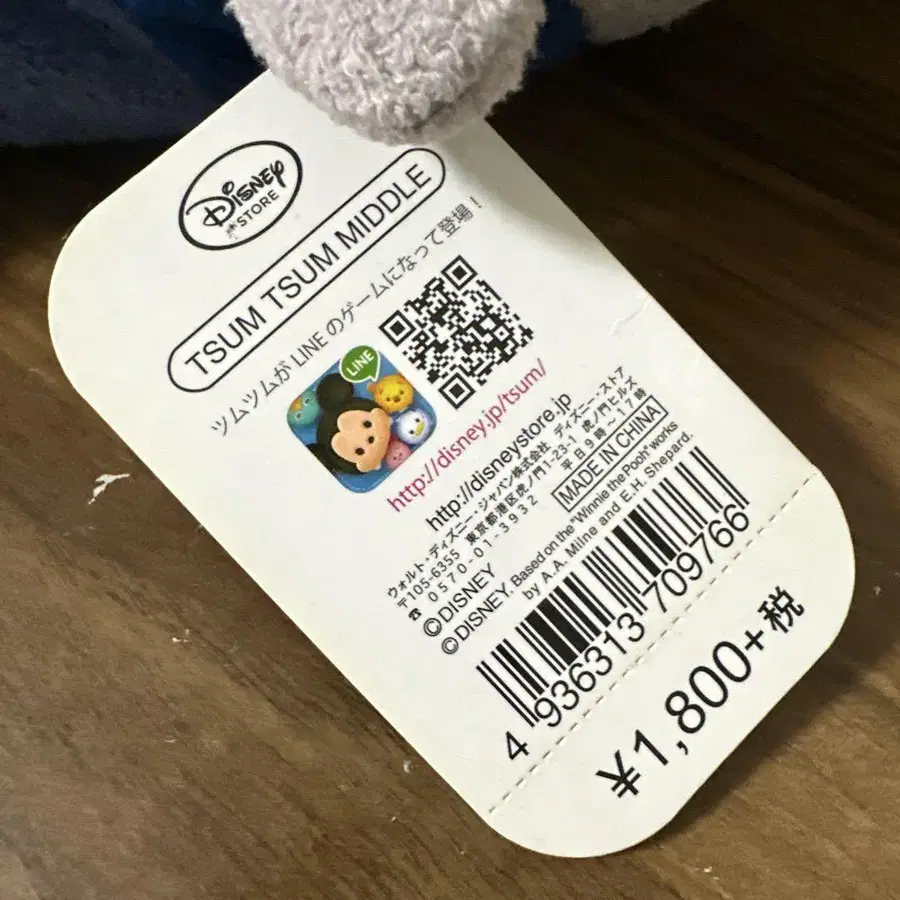 Disney
STORE
TSUM TSUM MIDDLE
ツムツムが LINE のゲームになって登場！
LINE
http://disney.jp/tsum/
http://disneystore.jp
ウォルト・ディズニー・ジャパン株式会社 ディズニーストア
〒105-6355 東京都港区虎ノ門1-23-1 虎ノ門ヒルズ
☎ 0570-01-3932 平日9時～17時
MADE IN CHINA
©DISNEY
©DISNEY. Based on the "Winnie the Pooh" works
by A.A. Milne and E.H. Shepard.
4 936313 709766
¥1,800+税